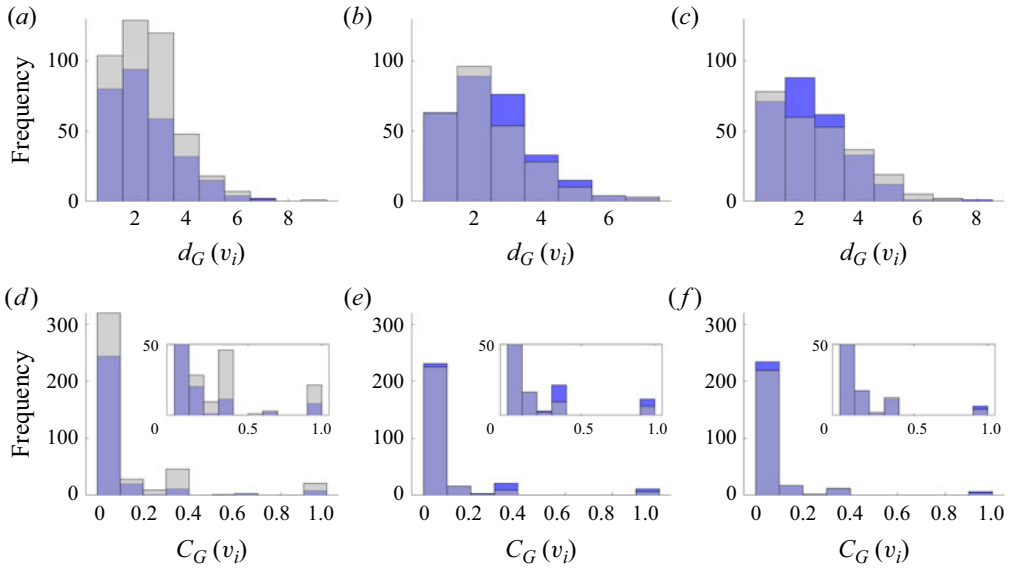 (a) (b) (c)
Frequency
100 100 100
50 50 50
0 0 0
2 4 6 8 2 4 6 2 4 6 8
d_G (v_i) d_G (v_i) d_G (v_i)
(d) (e) (f)
Frequency
300 300 300
200 200 200
100 100 100
0 0 0
50 50 50
0 0.5 1.0 0 0.5 1.0 0 0.5 1.0
0 0.2 0.4 0.6 0.8 1.0 0 0.2 0.4 0.6 0.8 1.0 0 0.2 0.4 0.6 0.8 1.0
C_G (v_i) C_G (v_i) C_G (v_i)